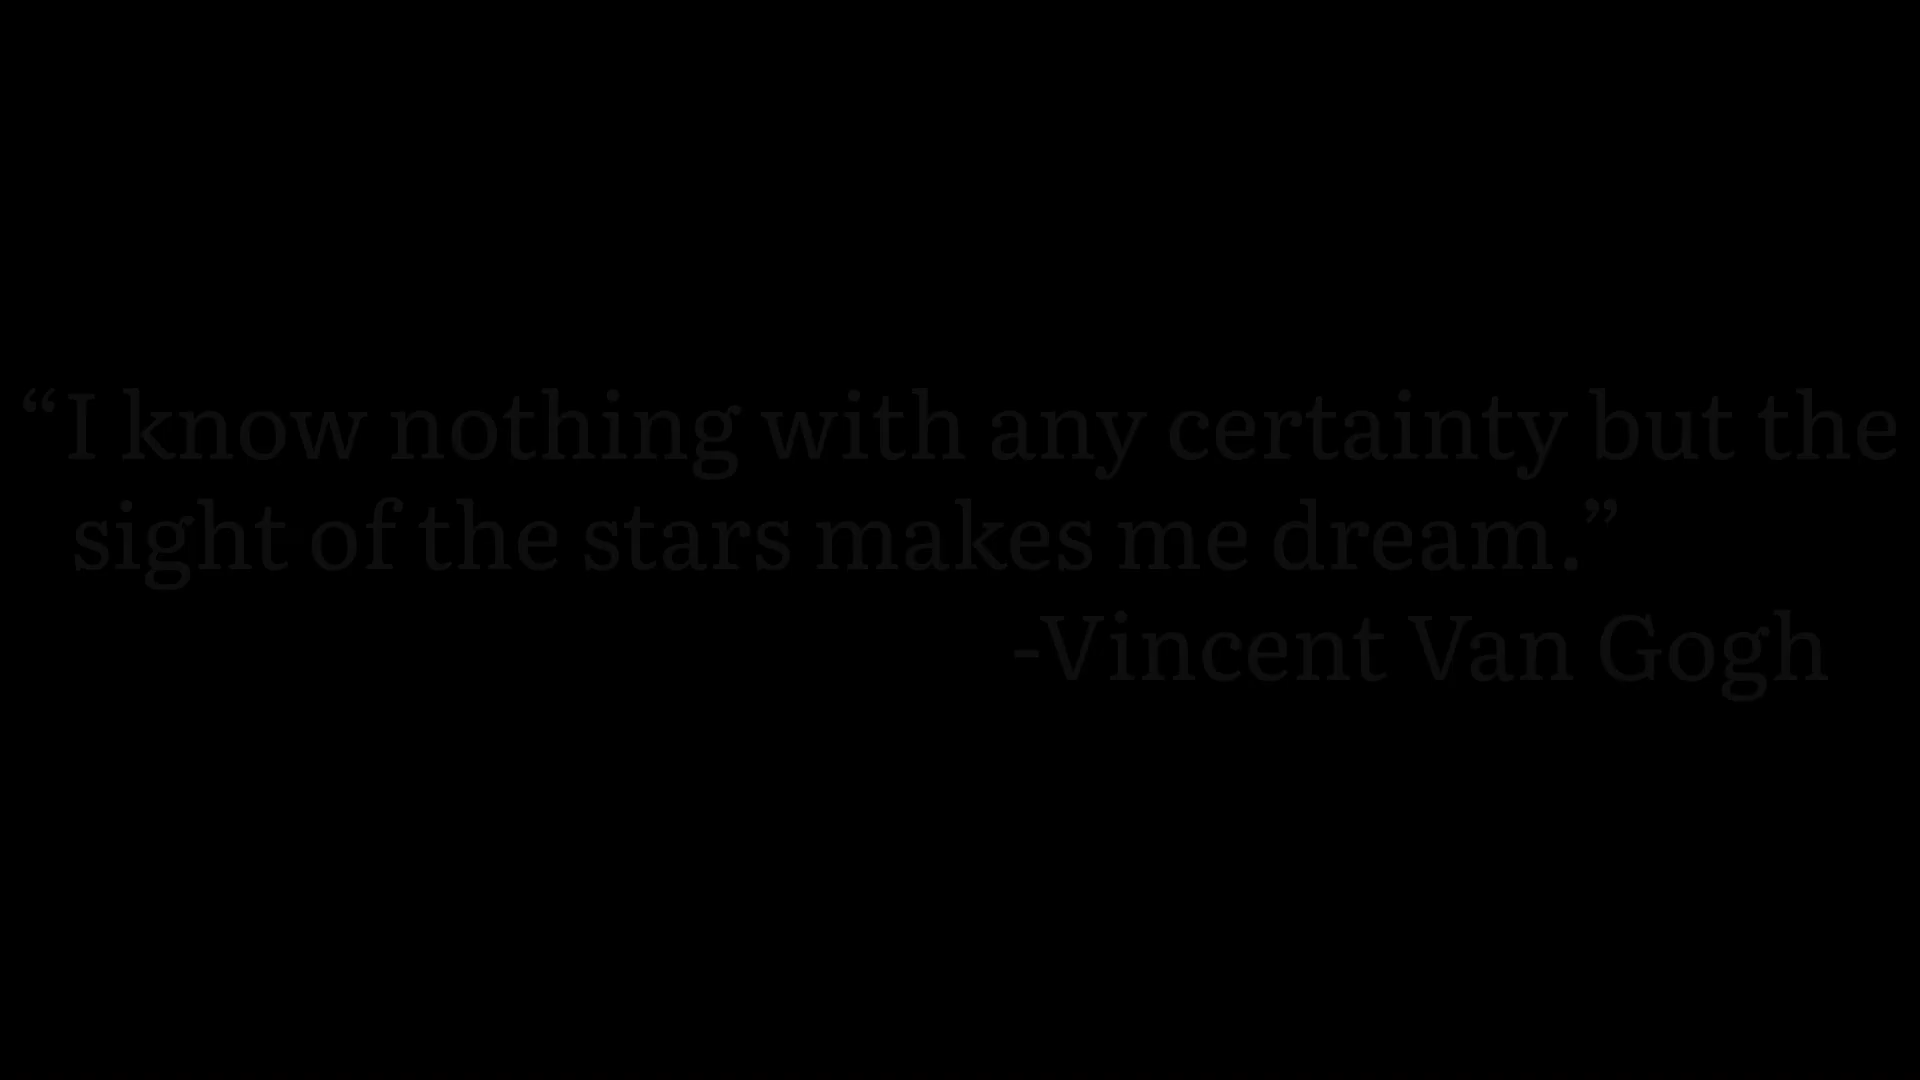 “I know nothing with any certainty but the
sight of the stars makes me dream.”
-Vincent Van Gogh